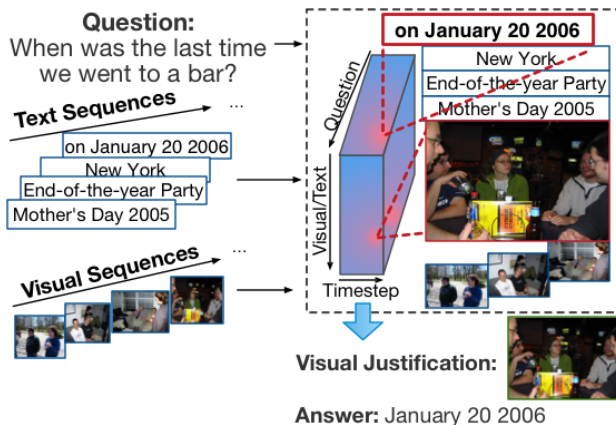 Question:
When was the last time
we went to a bar?
Text Sequences
...
on January 20 2006
New York
End-of-the-year Party
Mother's Day 2005
Visual Sequences
...
on January 20 2006
New York
End-of-the-year Party
Mother's Day 2005
Question
Visual/Text
Timestep
Visual Justification:
Answer: January 20 2006